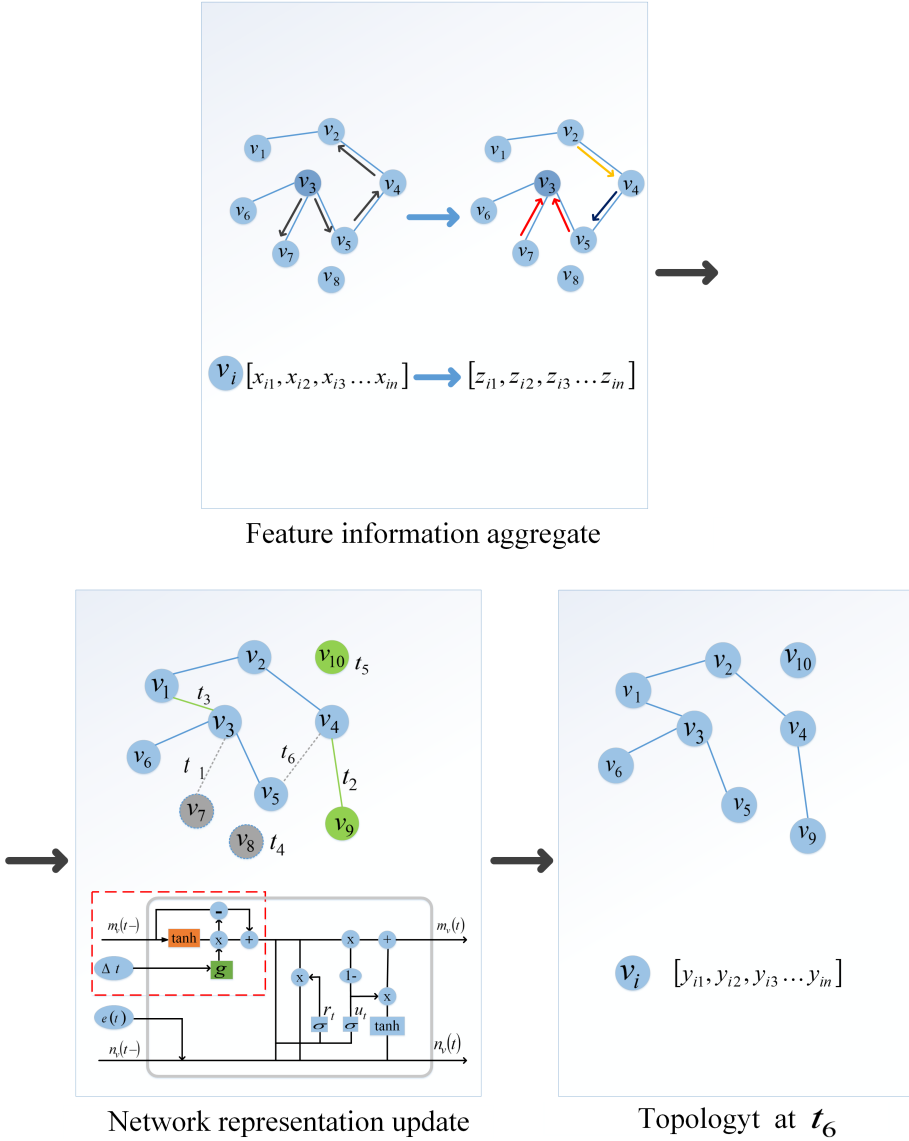 v2 v2
v1 v1
v3 v4 v3 v4
v6 v6
v7 v5 v7 v5
v8 v8
vi [xi1, xi2, xi3 … xin] [zi1, zi2, zi3 … zin]
Feature information aggregate
v2 v10 t5
v1 t3
v3 v4
v6 t1 t6
v5 t2
v7 v9
v8 t4
v2 v10
v1
v3 v4
v6
v5
v9
-
mv(t−) tanh x + x + mv(t)
Δt g x 1- x
e(t) rt ut
σ σ tanh
nv(t−) nv(t)
vi [yi1, yi2, yi3 … yin]
Network representation update
Topologyt at t6